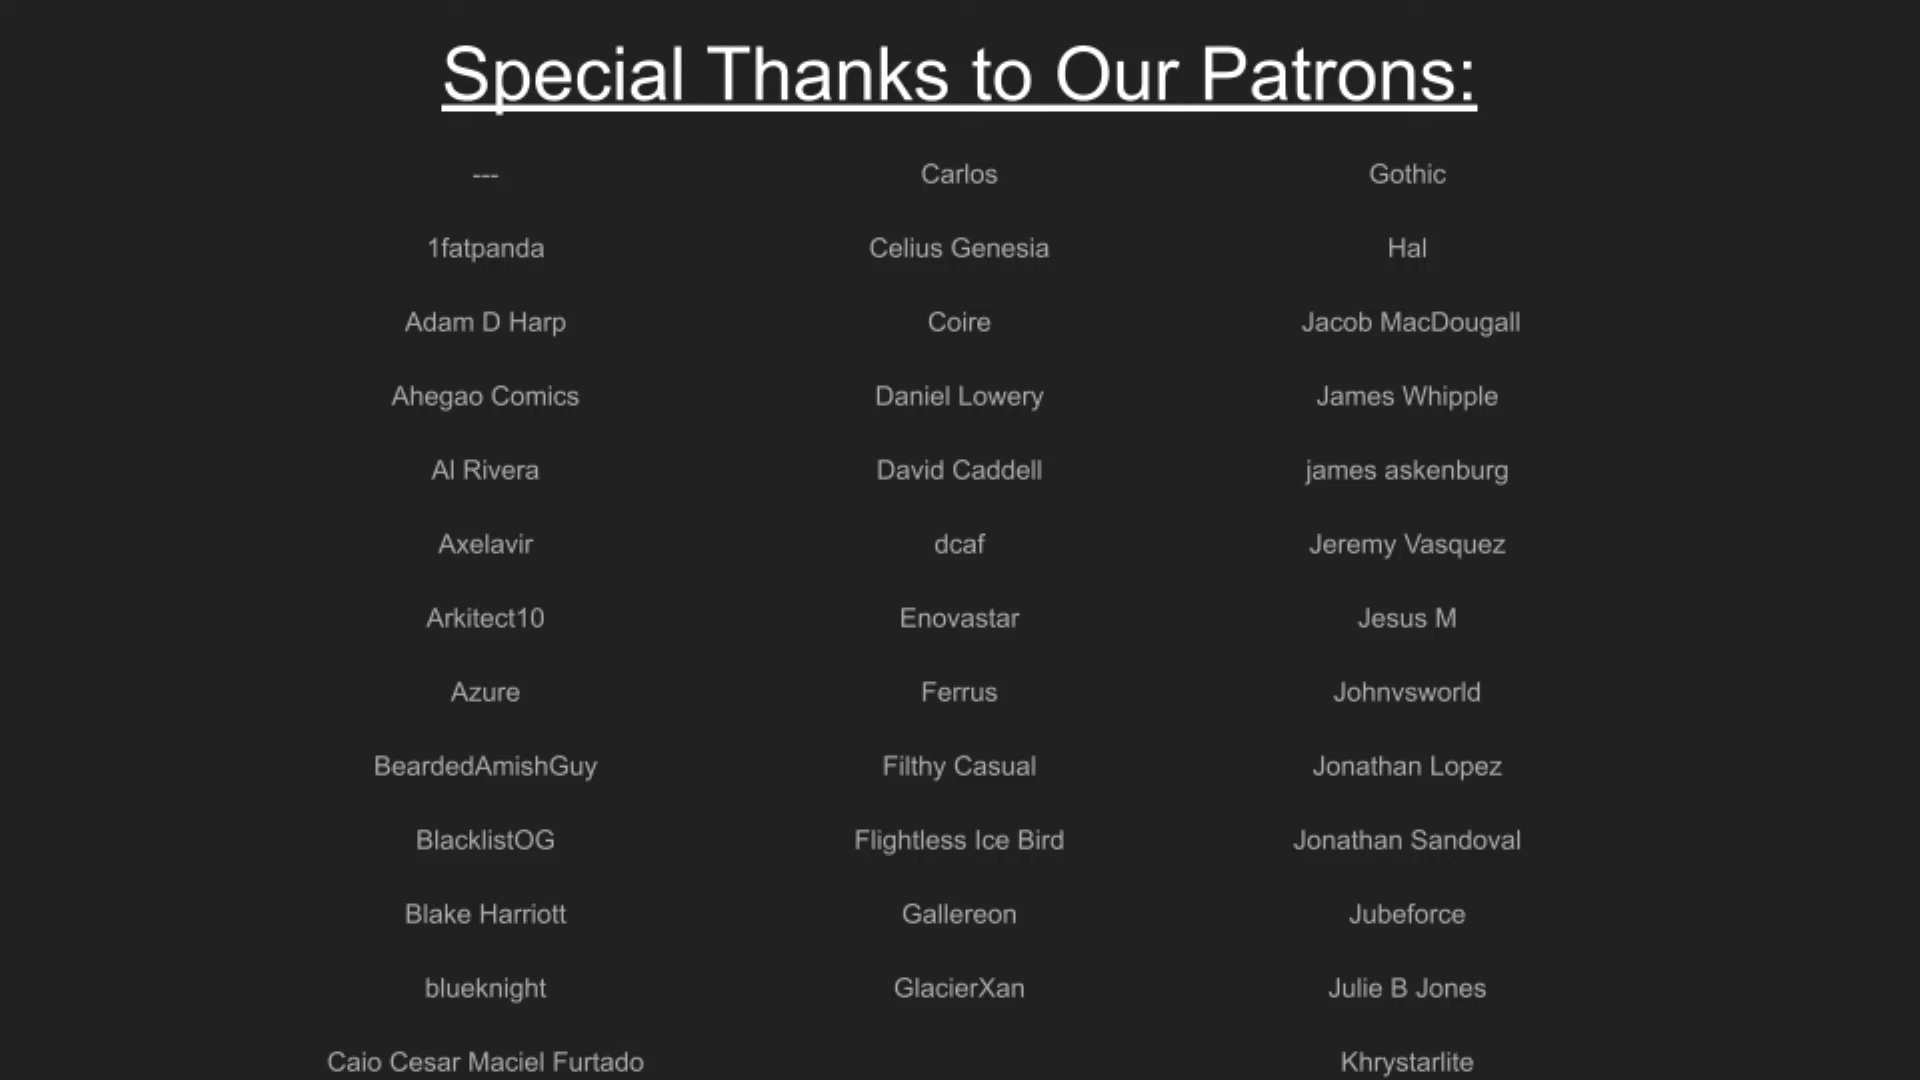 Special Thanks to Our Patrons:
---
1fatpanda
Adam D Harp
Ahegao Comics
Al Rivera
Axelavir
Arkitect10
Azure
BeardedAmishGuy
BlacklistOG
Blake Harriott
blueknight
Caio Cesar Maciel Furtado
Carlos
Celius Genesia
Coire
Daniel Lowery
David Caddell
dcaf
Enovastar
Ferrus
Filthy Casual
Flightless Ice Bird
Gallereon
GlacierXan
Gothic
Hal
Jacob MacDougall
James Whipple
james askenburg
Jeremy Vasquez
Jesus M
Johnvsworld
Jonathan Lopez
Jonathan Sandoval
Jubeforce
Julie B Jones
Khrystarlite